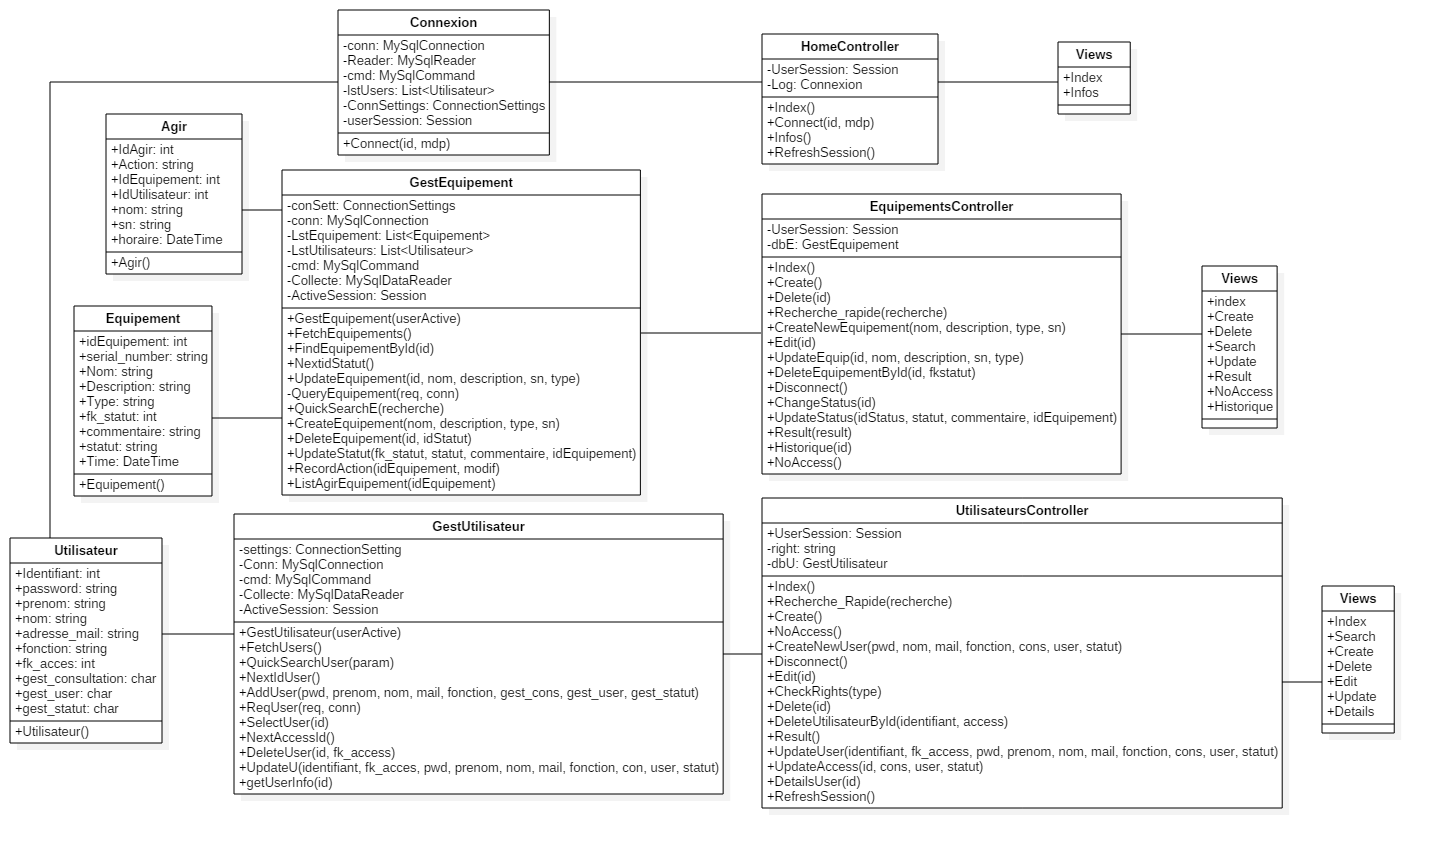 Connexion
-conn: MySqlConnection
-Reader: MySqlReader
-cmd: MySqlCommand
-lstUsers: List<Utilisateur>
-ConnSettings: ConnectionSettings
-userSession: Session
+Connect(id, mdp)
HomeController
-UserSession: Session
-Log: Connexion
+Index()
+Connect(id, mdp)
+Infos()
+RefreshSession()
Views
+Index
+Infos
Agir
+IdAgir: int
+Action: string
+IdEquipement: int
+IdUtilisateur: int
+nom: string
+sn: string
+horaire: DateTime
+Agir()
GestEquipement
-conSett: ConnectionSettings
-conn: MySqlConnection
-LstEquipement: List<Equipement>
-LstUtilisateurs: List<Utilisateur>
-cmd: MySqlCommand
-Collecte: MySqlDataReader
-ActiveSession: Session
+GestEquipement(userActive)
+FetchEquipements()
+FindEquipementById(id)
+NextidStatut()
+UpdateEquipement(id, nom, description, sn, type)
-QueryEquipement(req, conn)
+QuickSearchE(recherche)
+CreateEquipement(nom, description, type, sn)
+DeleteEquipement(id, idStatut)
+UpdateStatut(fk_statut, statut, commentaire, idEquipement)
+RecordAction(idEquipement, modif)
+ListAgirEquipement(idEquipement)
EquipementsController
-UserSession: Session
-dbE: GestEquipement
+Index()
+Create()
+Delete(id)
+Recherche_rapide(recherche)
+CreateNewEquipement(nom, description, type, sn)
+Edit(id)
+UpdateEquip(id, nom, description, sn, type)
+DeleteEquipementById(id, fkstatut)
+Disconnect()
+ChangeStatus(id)
+UpdateStatus(idStatus, statut, commentaire, idEquipement)
+Result(result)
+Historique(id)
+NoAccess()
Views
+index
+Create
+Delete
+Search
+Update
+Result
+NoAccess
+Historique
Equipement
+idEquipement: int
+serial_number: string
+Nom: string
+Description: string
+Type: string
+fk_statut: int
+commentaire: string
+statut: string
+Time: DateTime
+Equipement()
Utilisateur
+Identifiant: int
+password: string
+prenom: string
+nom: string
+adresse_mail: string
+fonction: string
+fk_acces: int
+gest_consultation: char
+gest_user: char
+gest_statut: char
+Utilisateur()
GestUtilisateur
-settings: ConnectionSetting
-Conn: MySqlConnection
-cmd: MySqlCommand
-Collecte: MySqlDataReader
-ActiveSession: Session
+GestUtilisateur(userActive)
+FetchUsers()
+QuickSearchUser(param)
+NextIdUser()
+AddUser(pwd, prenom, nom, mail, fonction, gest_cons, gest_user, gest_statut)
+ReqUser(req, conn)
+SelectUser(id)
+NextAccessId()
+DeleteUser(id, fk_access)
+UpdateU(identifiant, fk_acces, pwd, prenom, nom, mail, fonction, con, user, statut)
+getUserInfo(id)
UtilisateursController
+UserSession: Session
-right: string
-dbU: GestUtilisateur
+Index()
+Recherche_Rapide(recherche)
+Create()
+NoAccess()
+CreateNewUser(pwd, nom, mail, fonction, cons, user, statut)
+Disconnect()
+Edit(id)
+CheckRights(type)
+Delete(id)
+DeleteUtilisateurById(identifiant, access)
+Result()
+UpdateUser(identifiant, fk_access, pwd, prenom, nom, mail, fonction, cons, user, statut)
+UpdateAccess(id, cons, user, statut)
+DetailsUser(id)
+RefreshSession()
Views
+Index
+Search
+Create
+Delete
+Edit
+Update
+Details